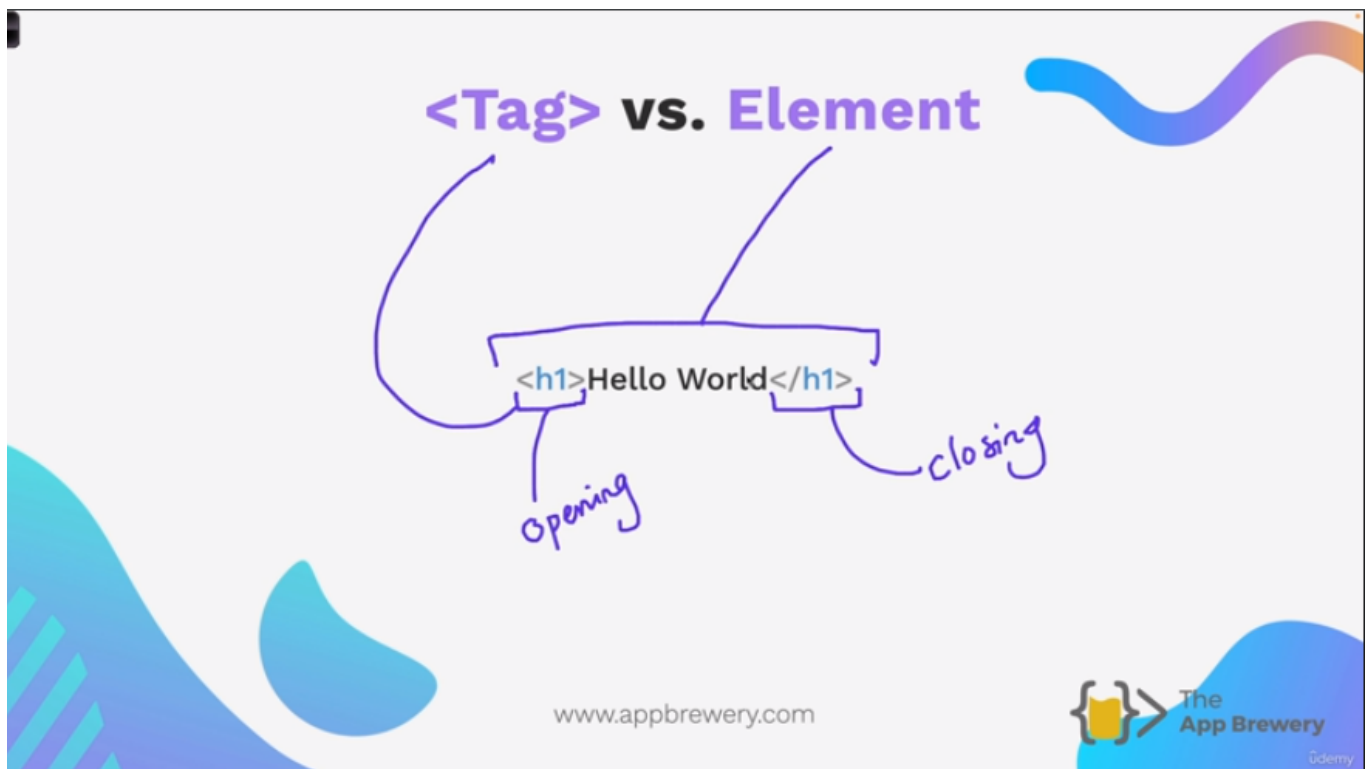 <Tag> vs. Element
<h1>Hello World</h1>
opening
closing
www.appbrewery.com
The
App Brewery
ûdemy